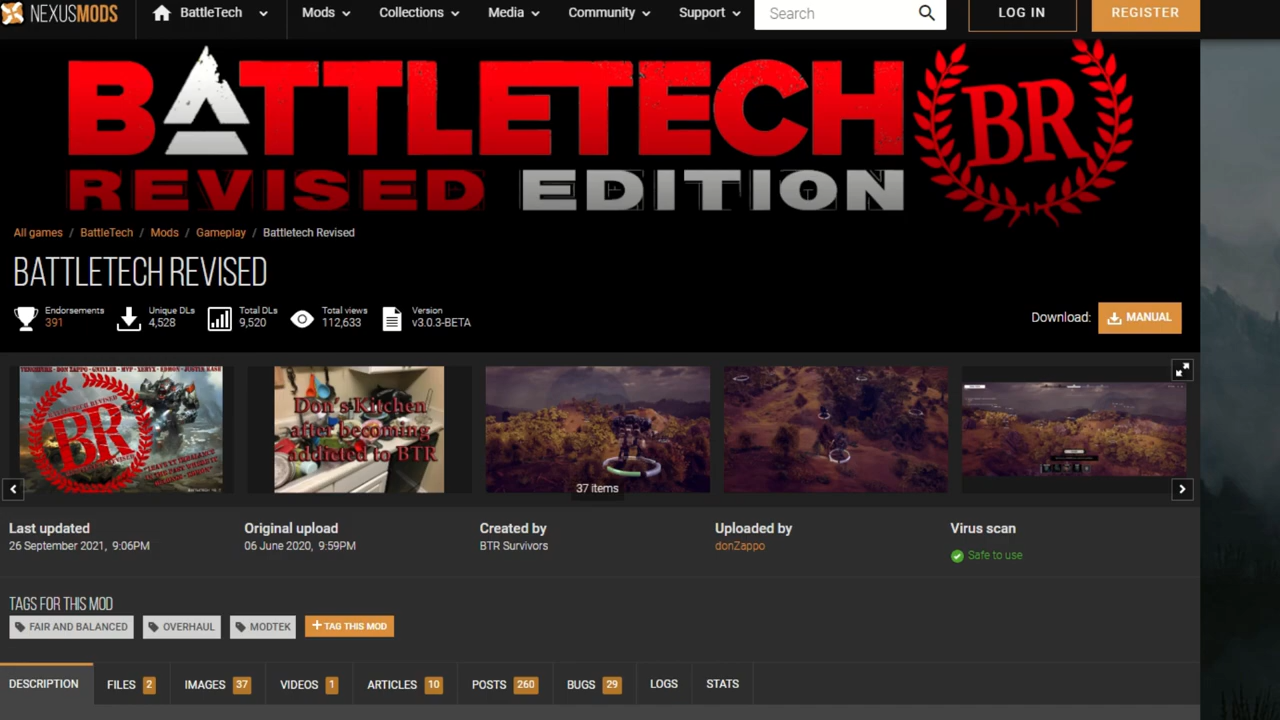 NEXUSMODS BattleTech Mods Collections Media Community Support Search LOG IN REGISTER
BATTLETECH
REVISED EDITION
BR
All games / BattleTech / Mods / Gameplay / Battletech Revised
BATTLETECH REVISED
Endorsements Unique DLs Total DLs Total views Version
391 4,528 9,520 112,633 v3.0.3-BETA
Download: MANUAL
BR
Don's Kitchen
after becoming
addicted to BTR
37 items
Last updated Original upload Created by Uploaded by Virus scan
26 September 2021, 9:06PM 06 June 2020, 9:59PM BTR Survivors donZappo Safe to use
TAGS FOR THIS MOD
FAIR AND BALANCED OVERHAUL MODTEK + TAG THIS MOD
DESCRIPTION FILES 2 IMAGES 37 VIDEOS 1 ARTICLES 10 POSTS 260 BUGS 29 LOGS STATS